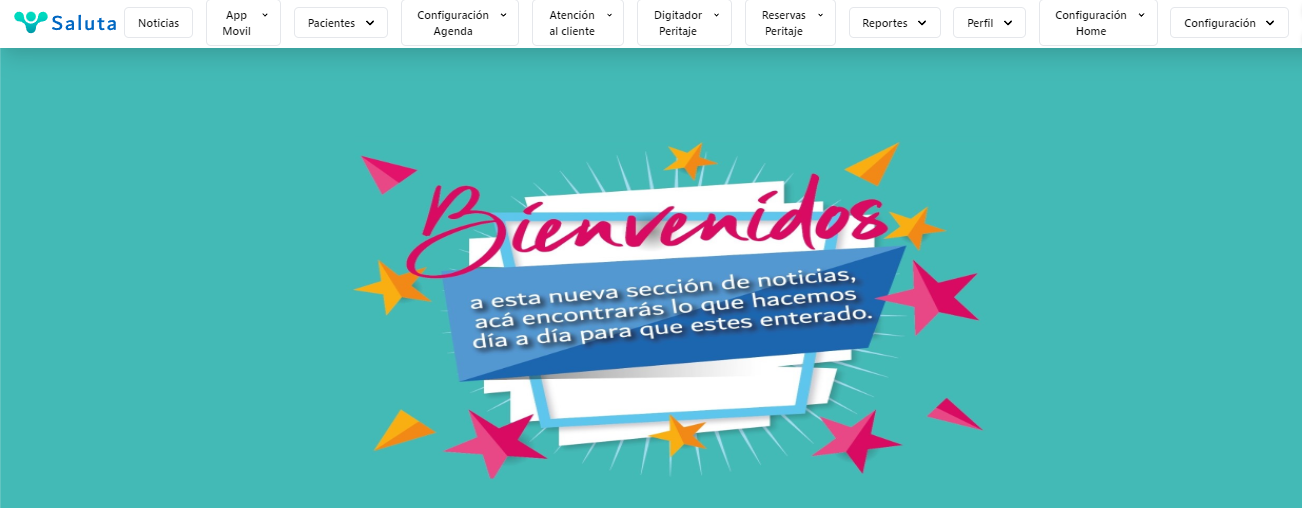 Saluta
Noticias
App
Movil
Pacientes
Configuración
Agenda
Atención
al cliente
Digitador
Peritaje
Reservas
Peritaje
Reportes
Perfil
Configuración
Home
Configuración
Bienvenidos
a esta nueva sección de noticias,
acá encontrarás lo que hacemos
día a día para que estes enterado.